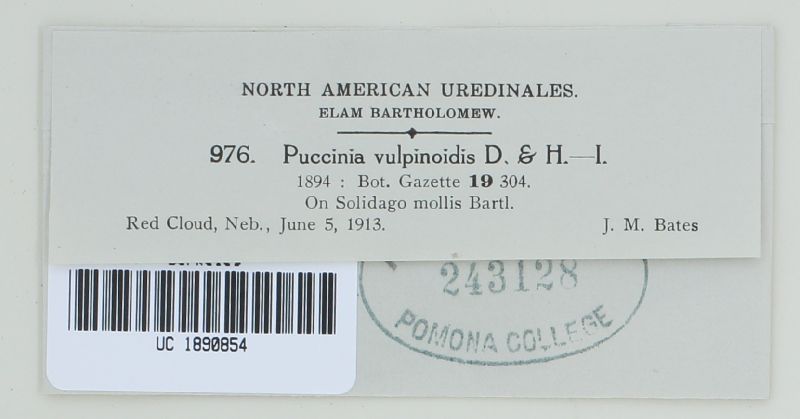 NORTH AMERICAN UREDINALES.
ELAM BARTHOLOMEW.
976. Puccinia vulpinoidis D. & H.—I.
1894 : Bot. Gazette 19 304.
On Solidago mollis Bartl.
Red Cloud, Neb., June 5, 1913. J. M. Bates
243128
POMONA COLLEGE
UC 1890854